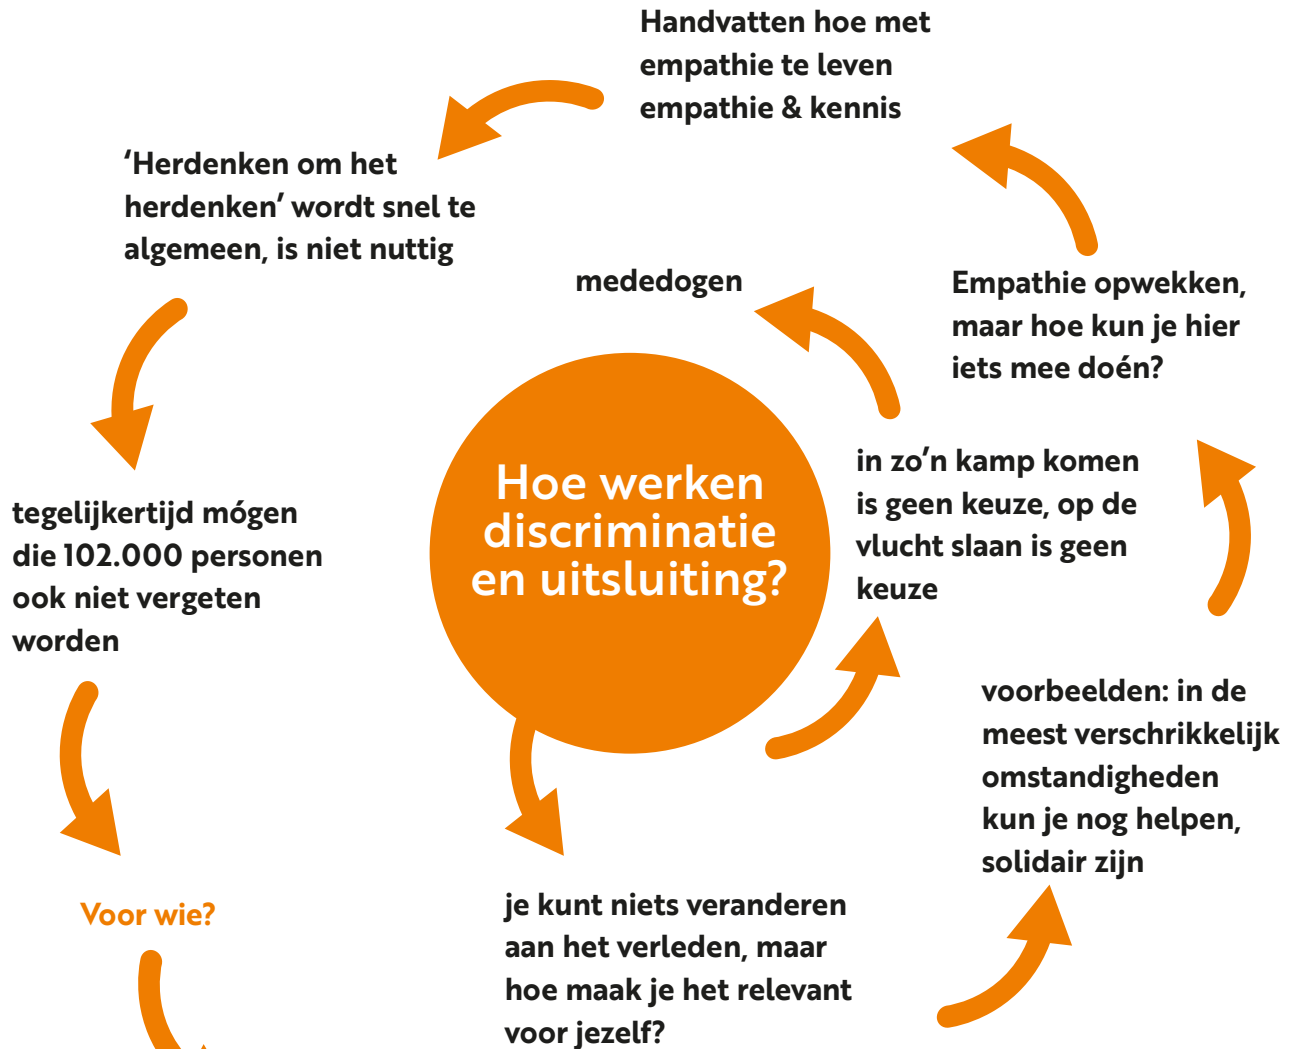 Handvatten hoe met
empathie te leven
empathie & kennis
‘Herdenken om het
herdenken’ wordt snel te
algemeen, is niet nuttig
mededogen
Empathie opwekken,
maar hoe kun je hier
iets mee doén?
Hoe werken
discriminatie
en uitsluiting?
in zo’n kamp komen
is geen keuze, op de
vlucht slaan is geen
keuze
tegelijkertijd mógen
die 102.000 personen
ook niet vergeten
worden
voorbeelden: in de
meest verschrikkelijk
omstandigheden
kun je nog helpen,
solidair zijn
Voor wie?
je kunt niets veranderen
aan het verleden, maar
hoe maak je het relevant
voor jezelf?